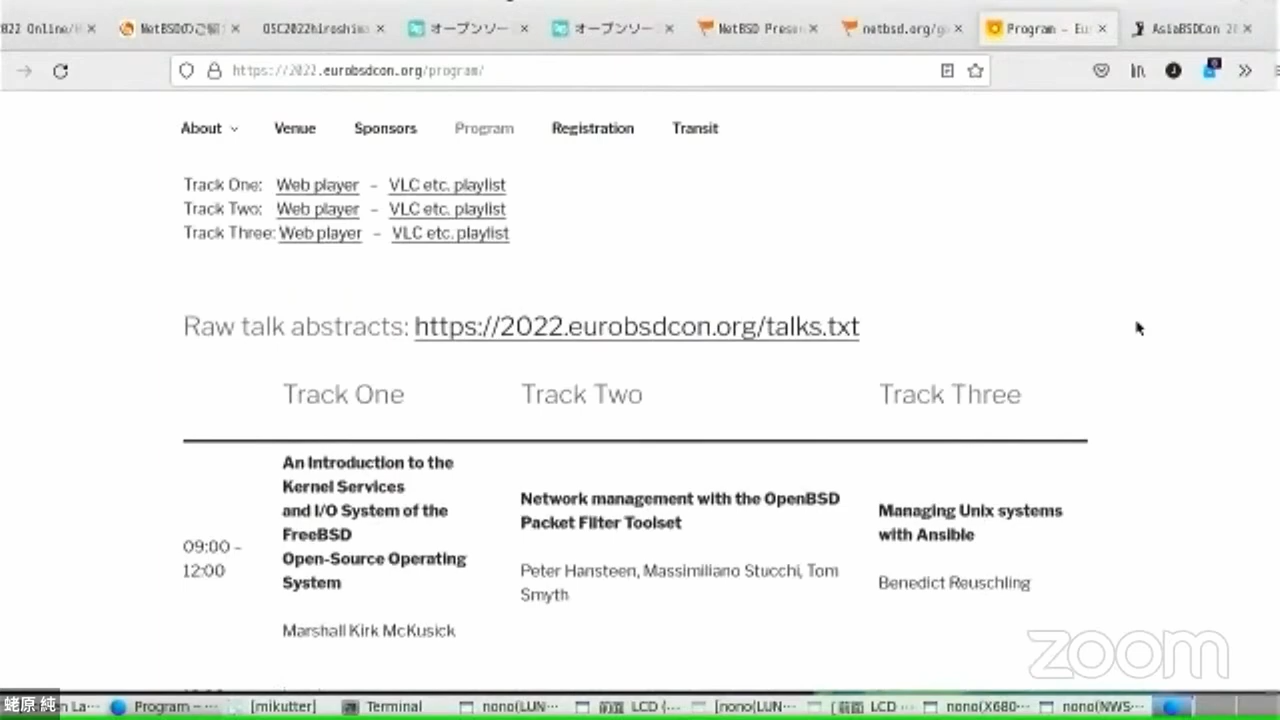 022 Online/H
NetBSDのご紹
OSC2022hiroshima
オープンソー
オープンソー
NetBSD Presen
netbsd.org/g
Program – Eu
AsiaBSDCon 20
https://2022.eurobsdcon.org/program/
About Venue Sponsors Program Registration Transit
Track One: Web player – VLC etc. playlist
Track Two: Web player – VLC etc. playlist
Track Three: Web player – VLC etc. playlist
Raw talk abstracts: https://2022.eurobsdcon.org/talks.txt
Track One Track Two Track Three
09:00 –
12:00
An Introduction to the
Kernel Services
and I/O System of the
FreeBSD
Open-Source Operating
System
Marshall Kirk McKusick
Network management with the OpenBSD
Packet Filter Toolset
Peter Hansteen, Massimiliano Stucchi, Tom
Smyth
Managing Unix systems
with Ansible
Benedict Reuschling
zoom
蛯原 純
n La… Program – … [mikutter] Terminal nono(LUN… 前面 LCD (… [nono(LUN… [前面 LCD … nono(X680… nono(NWS…